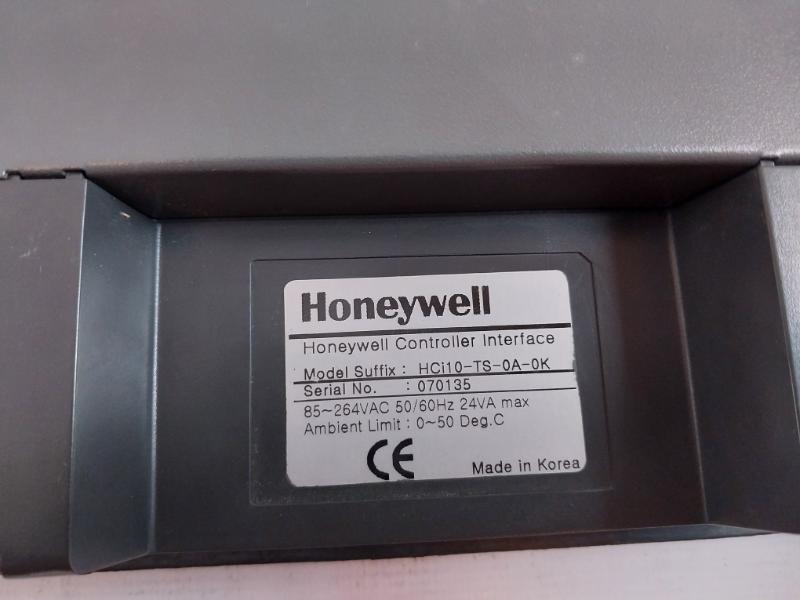 Honeywell
Honeywell Controller Interface
Model Suffix : HCi10-TS-0A-0K
Serial No. : 070135
85~264VAC 50/60Hz 24VA max
Ambient Limit : 0~50 Deg.C
CE
Made in Korea